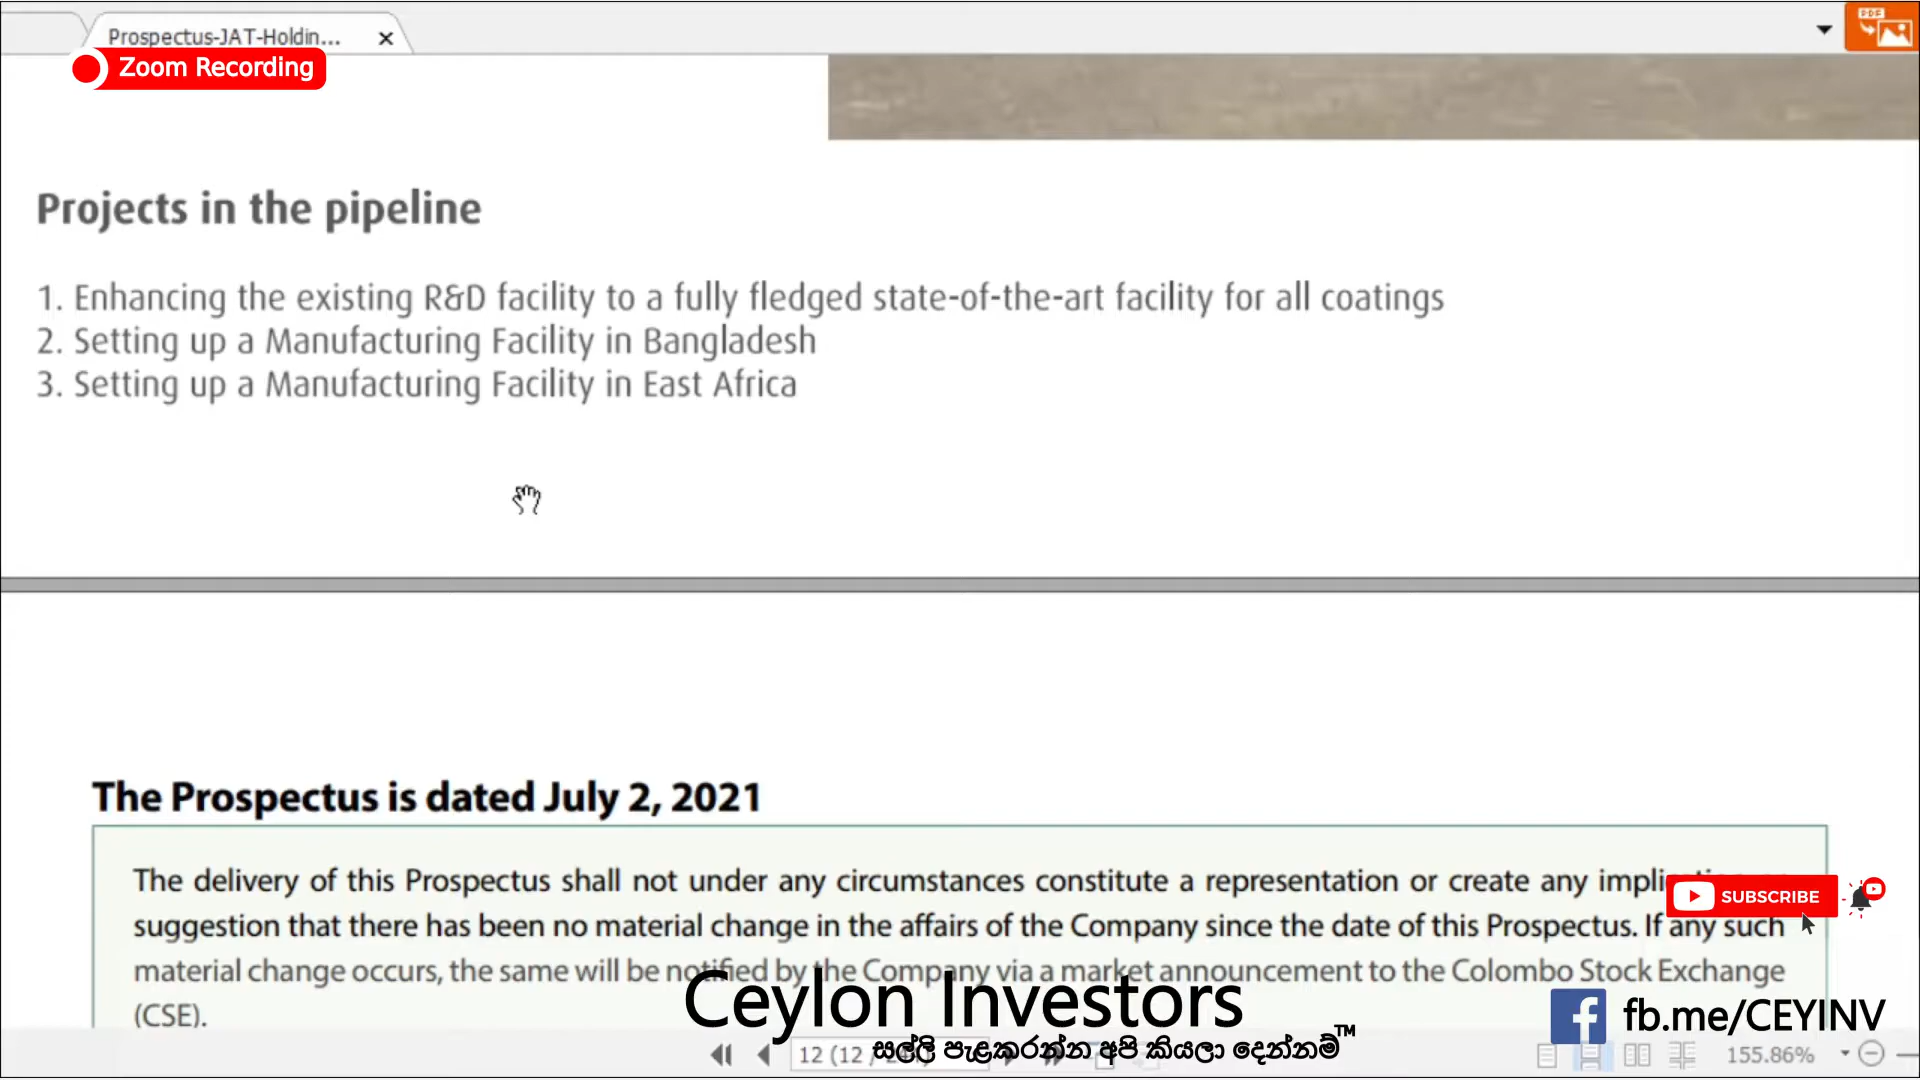 Prospectus-JAT-Holdin...
PDF
Zoom Recording
Projects in the pipeline
1. Enhancing the existing R&D facility to a fully fledged state-of-the-art facility for all coatings
2. Setting up a Manufacturing Facility in Bangladesh
3. Setting up a Manufacturing Facility in East Africa
The Prospectus is dated July 2, 2021
The delivery of this Prospectus shall not under any circumstances constitute a representation or create any
suggestion that there has been no material change in the affairs of the Company since the date of this Prospectus. If any such
material change occurs, the same will be notified by the Company via a market announcement to the Colombo Stock Exchange
(CSE).
SUBSCRIBE
Ceylon Investors
සල්ලි පැළකරන්න අපි කියලා දෙන්නම් ™
fb.me/CEYINV
12 (12 /
155.86%